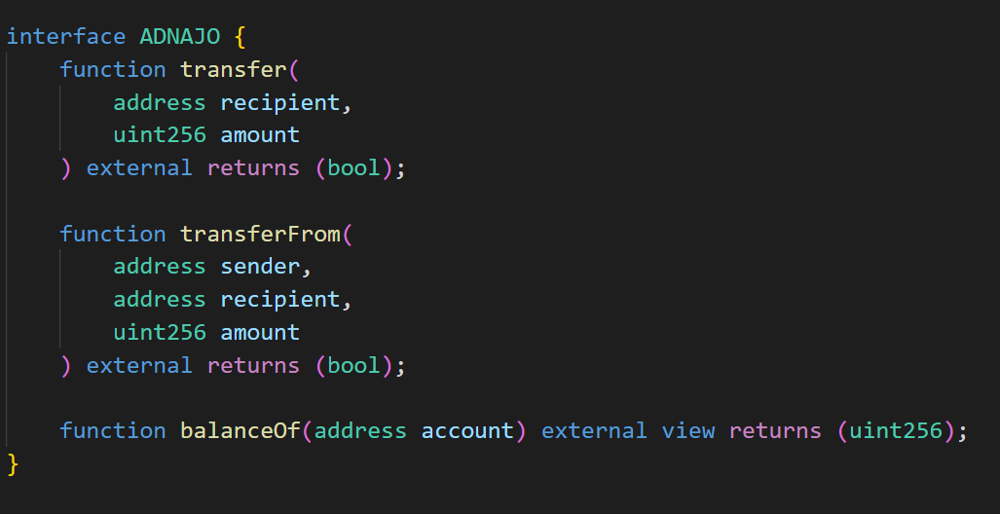 interface ADNAJO {
    function transfer(
        address recipient,
        uint256 amount
    ) external returns (bool);

    function transferFrom(
        address sender,
        address recipient,
        uint256 amount
    ) external returns (bool);

    function balanceOf(address account) external view returns (uint256);
}